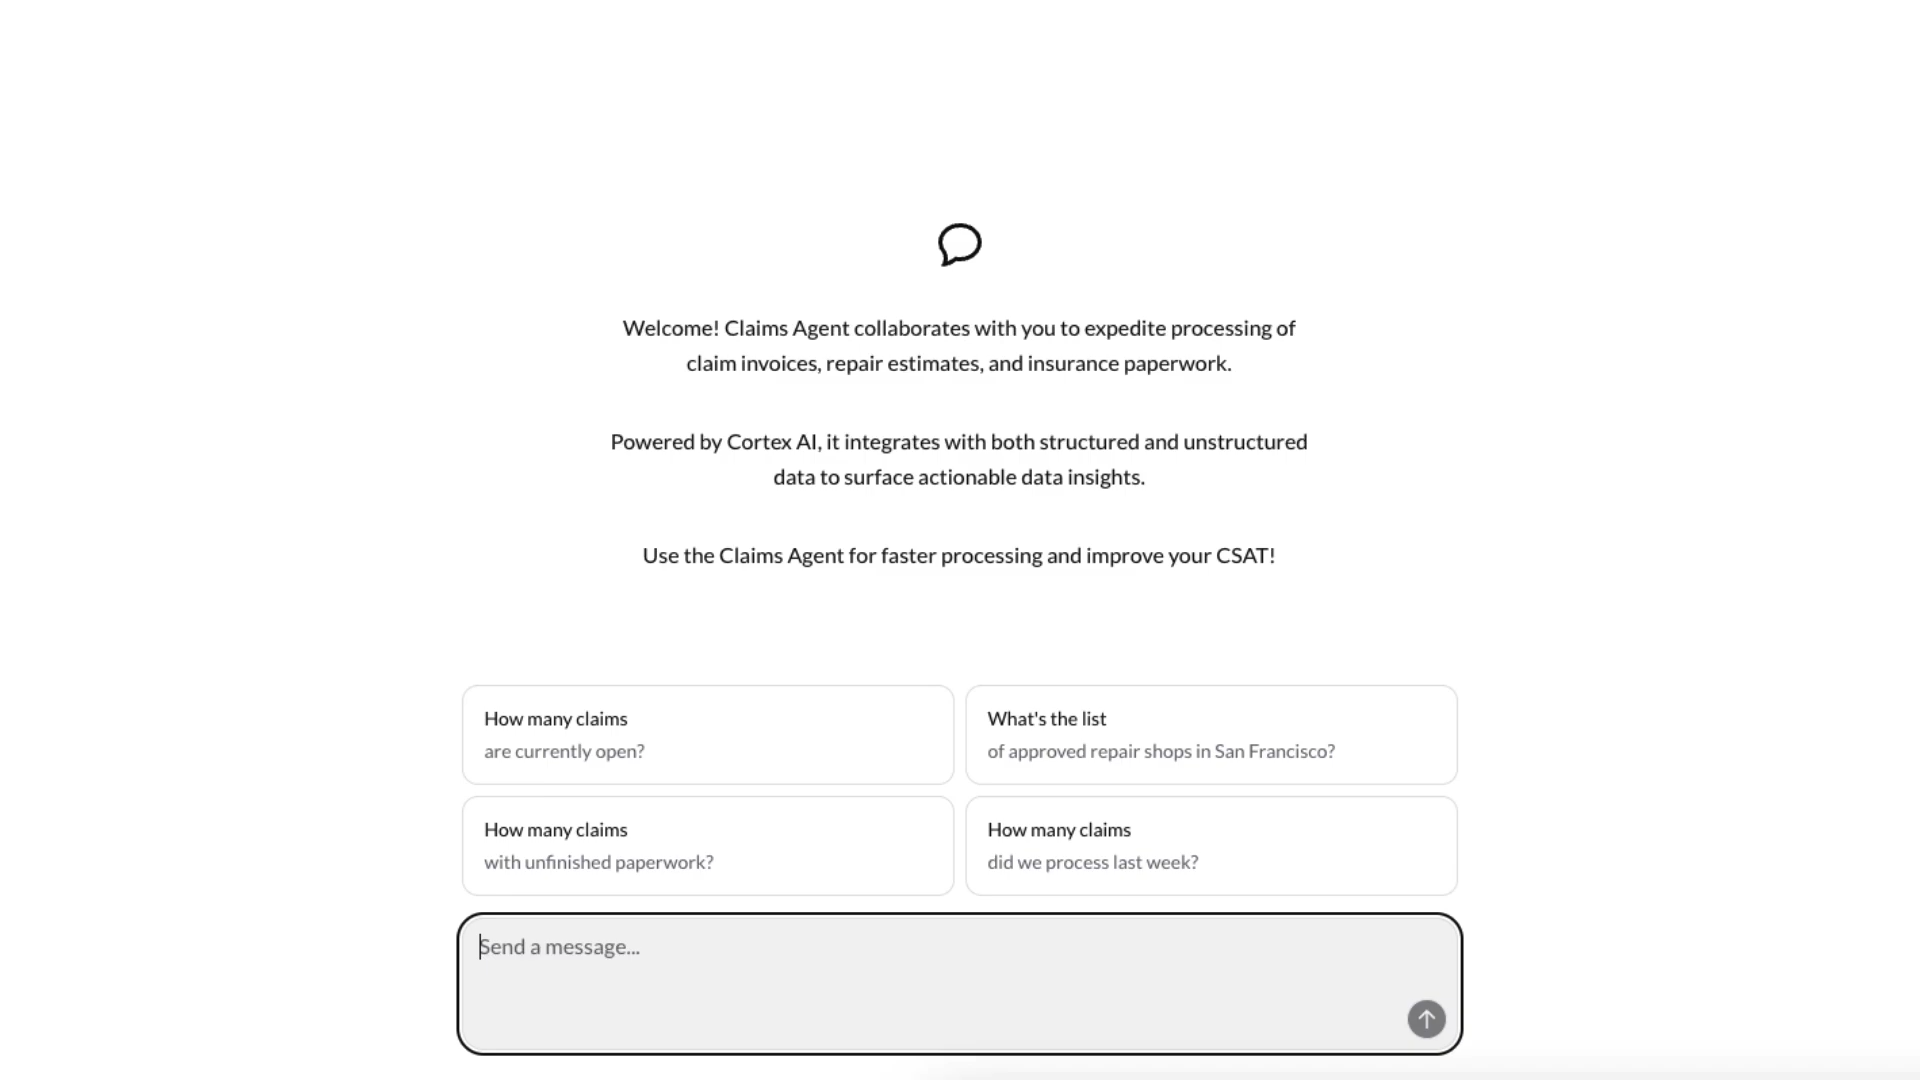 Welcome! Claims Agent collaborates with you to expedite processing of
claim invoices, repair estimates, and insurance paperwork.
Powered by Cortex AI, it integrates with both structured and unstructured
data to surface actionable data insights.
Use the Claims Agent for faster processing and improve your CSAT!
How many claims
are currently open?
What's the list
of approved repair shops in San Francisco?
How many claims
with unfinished paperwork?
How many claims
did we process last week?
Send a message...